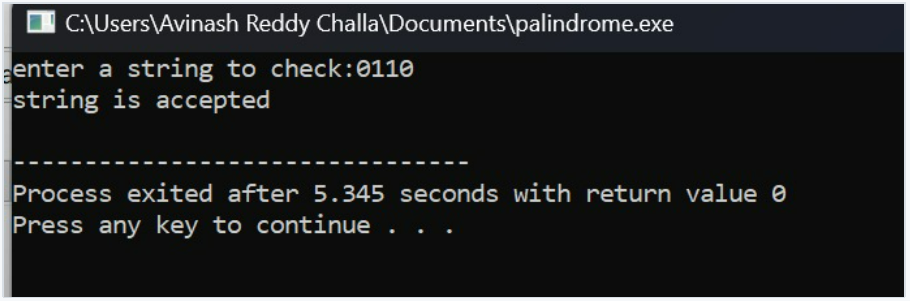 C:\Users\Avinash Reddy Challa\Documents\palindrome.exe
enter a string to check:0110
string is accepted
--------------------------------
Process exited after 5.345 seconds with return value 0
Press any key to continue . . .